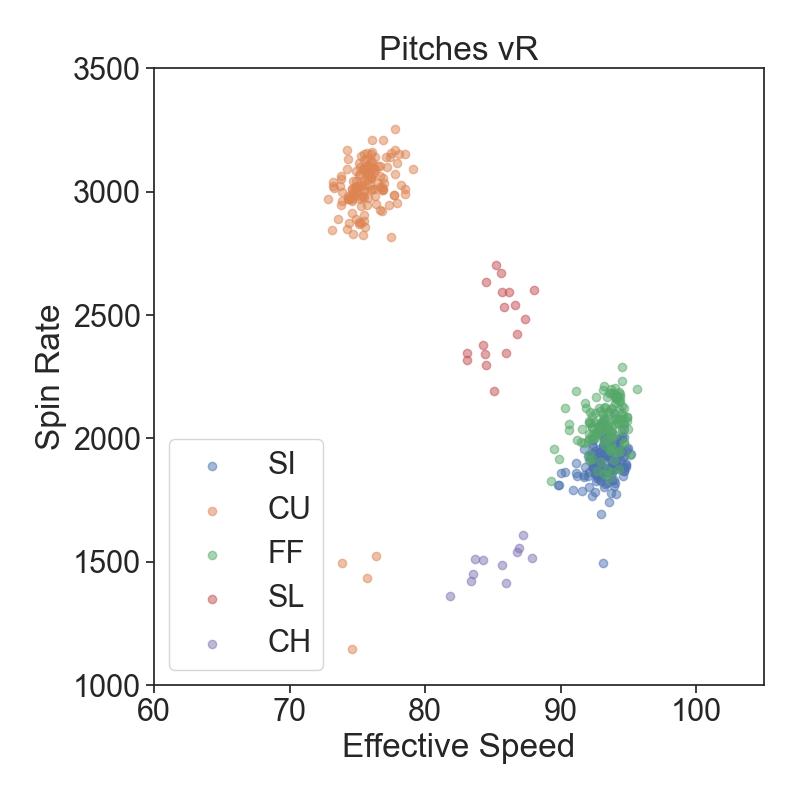 Pitches vR
3500
3000
2500
2000
1500
1000
Spin Rate
SI
CU
FF
SL
CH
60 70 80 90 100
Effective Speed